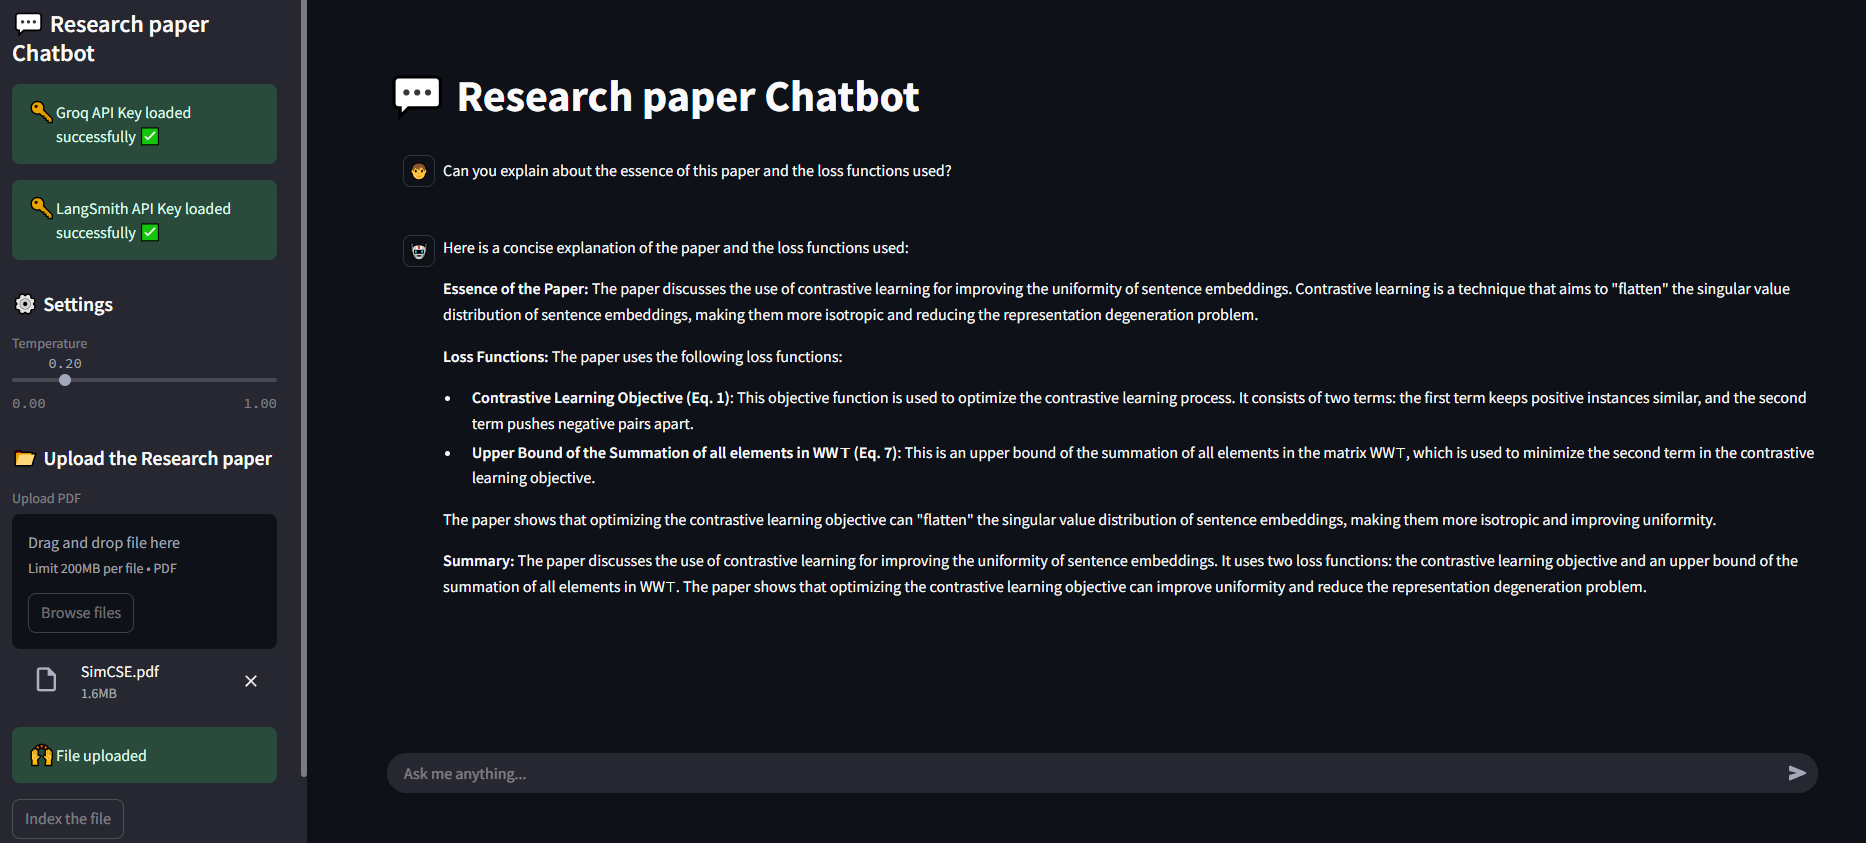 Research paper
Chatbot
Groq API Key loaded
successfully
LangSmith API Key loaded
successfully
Settings
Temperature
0.20
0.00 1.00
Upload the Research paper
Upload PDF
Drag and drop file here
Limit 200MB per file • PDF
Browse files
SimCSE.pdf
1.6MB
File uploaded
Index the file
Research paper Chatbot
Can you explain about the essence of this paper and the loss functions used?
Here is a concise explanation of the paper and the loss functions used:
Essence of the Paper: The paper discusses the use of contrastive learning for improving the uniformity of sentence embeddings. Contrastive learning is a technique that aims to "flatten" the singular value
distribution of sentence embeddings, making them more isotropic and reducing the representation degeneration problem.
Loss Functions: The paper uses the following loss functions:
• Contrastive Learning Objective (Eq. 1): This objective function is used to optimize the contrastive learning process. It consists of two terms: the first term keeps positive instances similar, and the second
term pushes negative pairs apart.
• Upper Bound of the Summation of all elements in WW⊤ (Eq. 7): This is an upper bound of the summation of all elements in the matrix WW⊤, which is used to minimize the second term in the contrastive
learning objective.
The paper shows that optimizing the contrastive learning objective can "flatten" the singular value distribution of sentence embeddings, making them more isotropic and improving uniformity.
Summary: The paper discusses the use of contrastive learning for improving the uniformity of sentence embeddings. It uses two loss functions: the contrastive learning objective and an upper bound of the
summation of all elements in WW⊤. The paper shows that optimizing the contrastive learning objective can improve uniformity and reduce the representation degeneration problem.
Ask me anything...